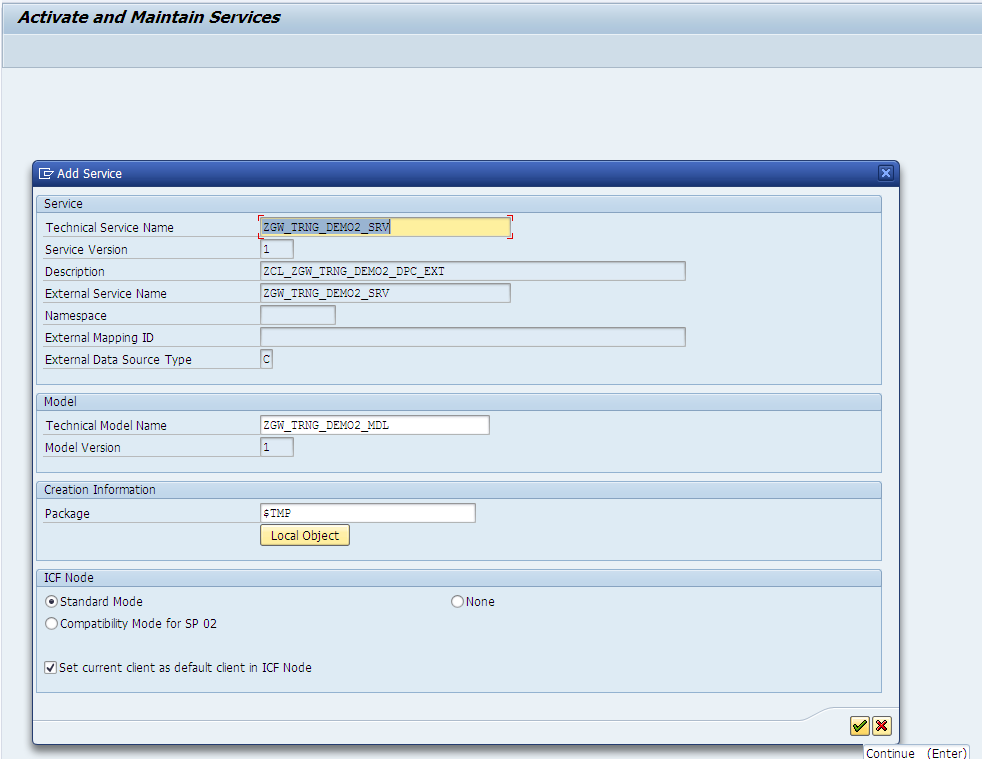 Activate and Maintain Services
Add Service
Service
Technical Service Name ZGW_TRNG_DEMO2_SRV
Service Version 1
Description ZCL_ZGW_TRNG_DEMO2_DPC_EXT
External Service Name ZGW_TRNG_DEMO2_SRV
Namespace
External Mapping ID
External Data Source Type C
Model
Technical Model Name ZGW_TRNG_DEMO2_MDL
Model Version 1
Creation Information
Package $TMP
Local Object
ICF Node
Standard Mode None
Compatibility Mode for SP 02
Set current client as default client in ICF Node
Continue (Enter)